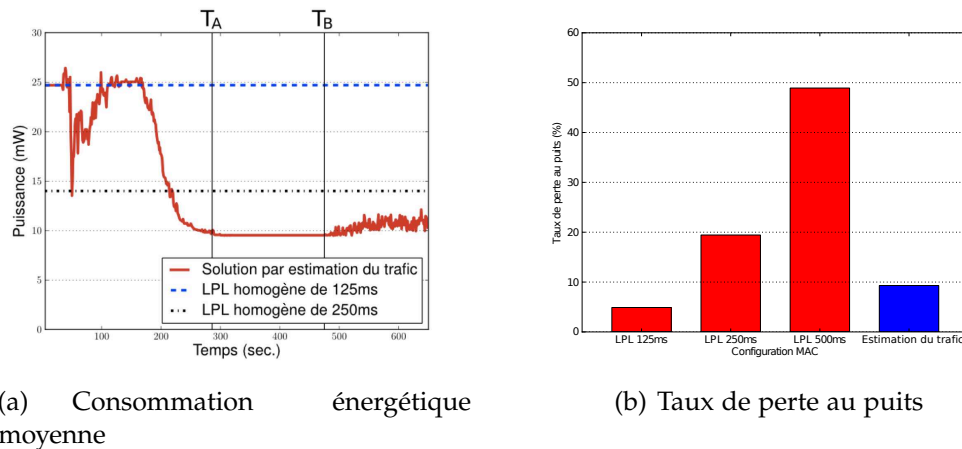 T_A T_B
30
25
20
15
10
5
0
Puissance (mW)
100 200 300 400 500 600
Temps (sec.)
Solution par estimation du trafic
LPL homogène de 125ms
LPL homogène de 250ms
60
50
40
30
20
10
0
Taux de perte au puits (%)
LPL 125ms LPL 250ms LPL 500ms Estimation du trafic
Configuration MAC
a) Consommation énergétique
moyenne
(b) Taux de perte au puits